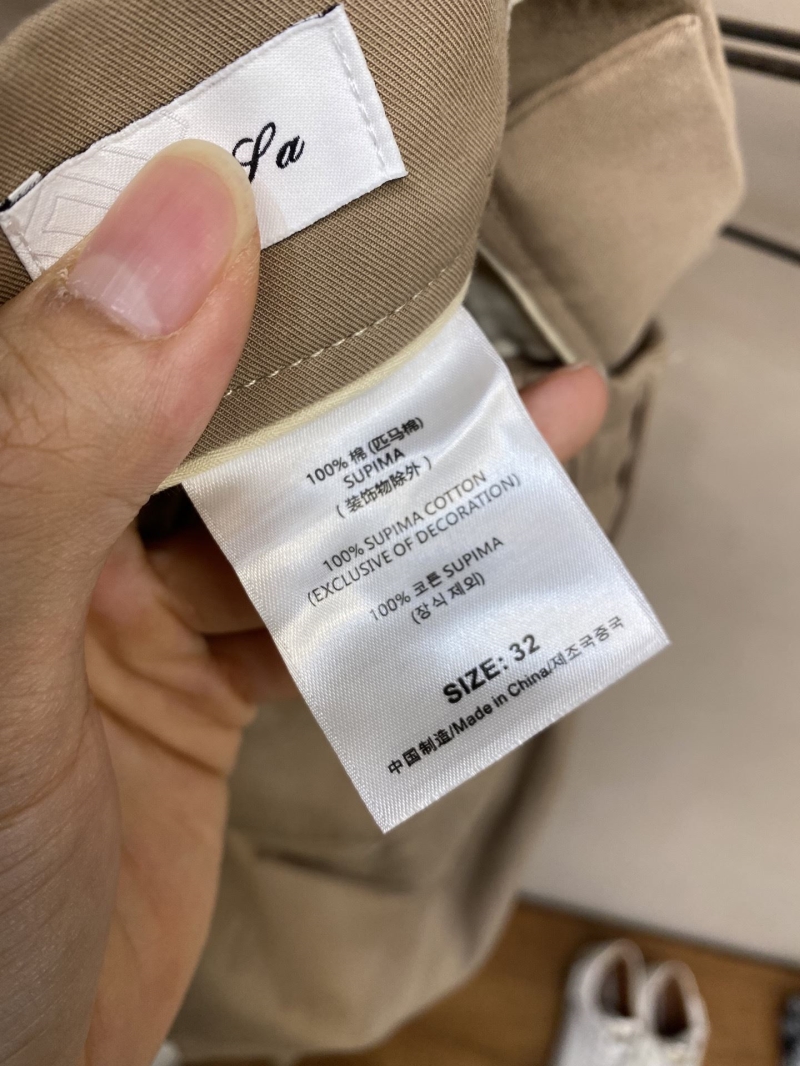 100% 棉 (匹马棉)
SUPIMA
( 装饰物除外 )
100% SUPIMA COTTON
(EXCLUSIVE OF DECORATION)
100% 코튼 SUPIMA
(장식 제외)
SIZE: 32
中国制造/Made in China/제조국중국